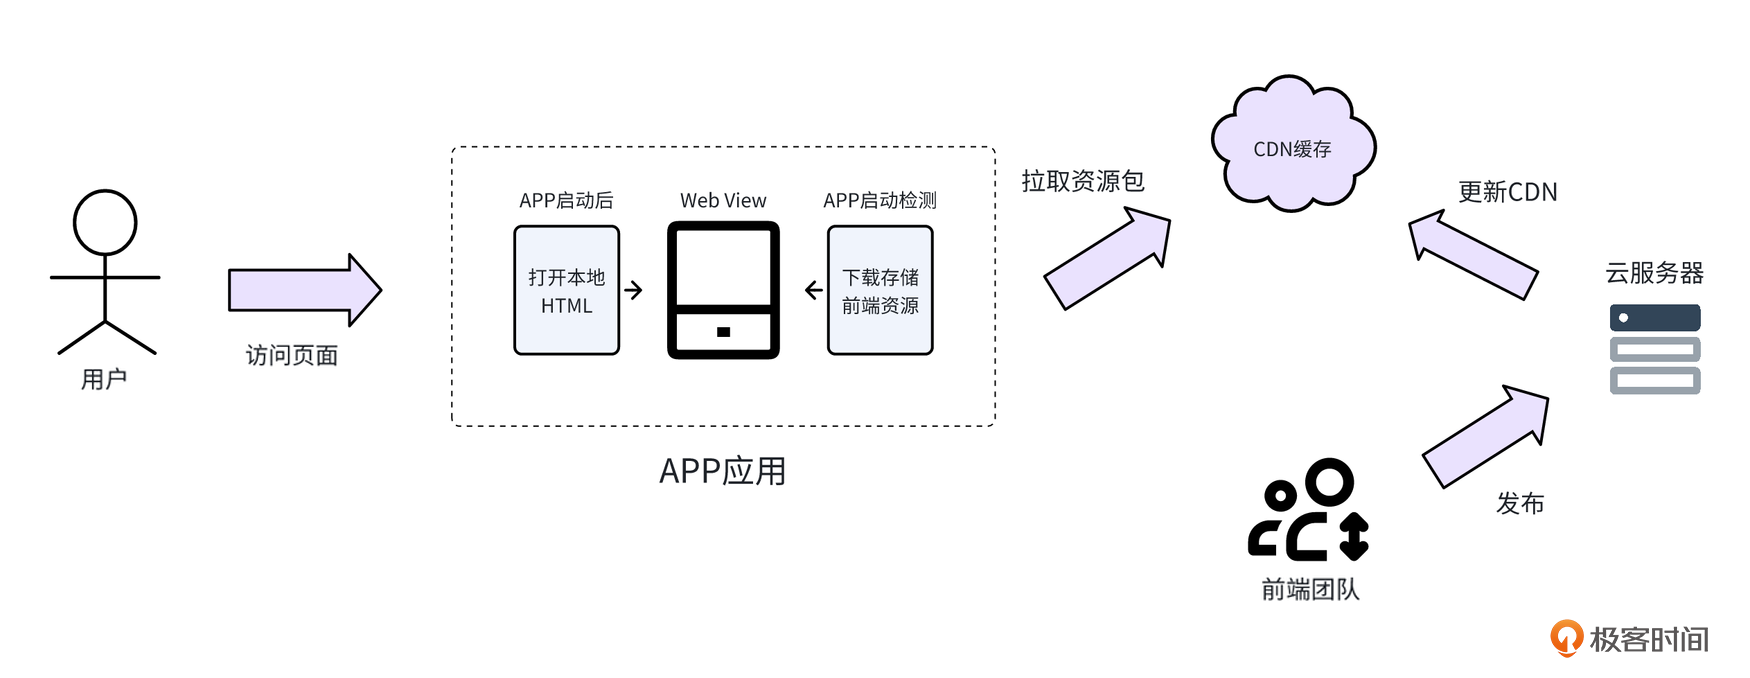 用户
访问页面
APP启动后
打开本地
HTML
Web View
APP启动检测
下载存储
前端资源
APP应用
拉取资源包
CDN缓存
更新CDN
云服务器
发布
前端团队
极客时间